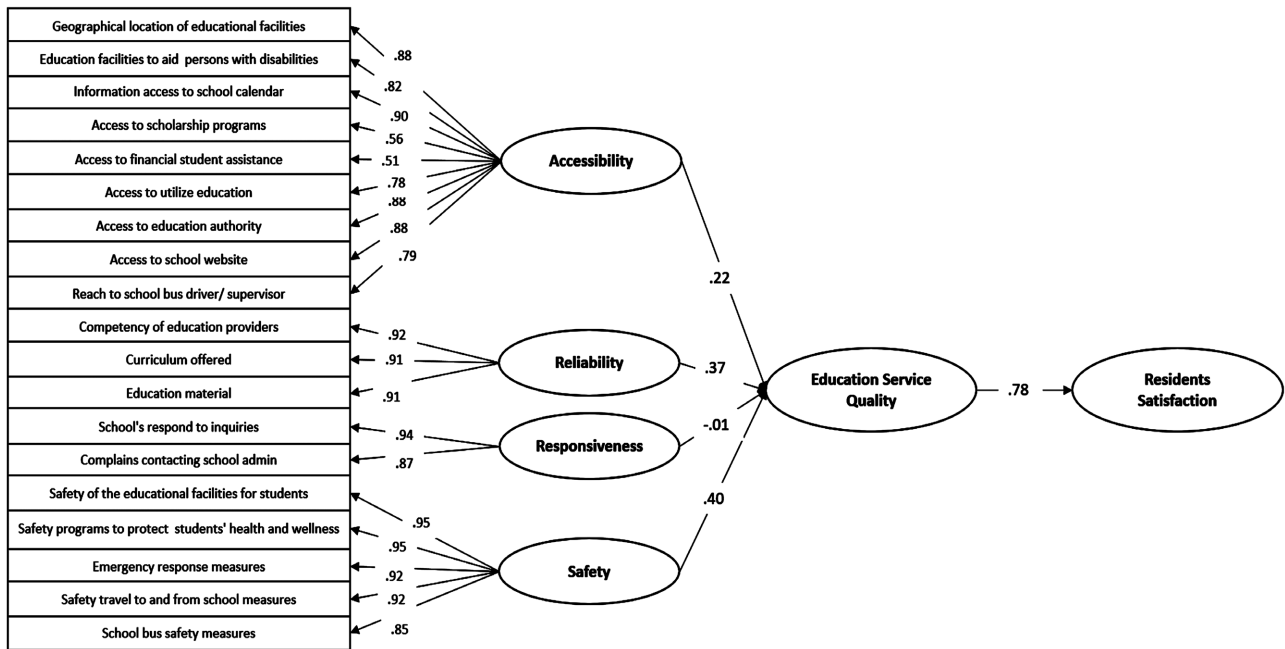 Geographical location of educational facilities
Education facilities to aid persons with disabilities
Information access to school calendar
Access to scholarship programs
Access to financial student assistance
Access to utilize education
Access to education authority
Access to school website
Reach to school bus driver/ supervisor
Competency of education providers
Curriculum offered
Education material
School's respond to inquiries
Complains contacting school admin
Safety of the educational facilities for students
Safety programs to protect students' health and wellness
Emergency response measures
Safety travel to and from school measures
School bus safety measures
.88
.82
.90
.56
.51
.78
.88
.88
.79
.92
.91
.91
.94
.87
.95
.95
.92
.92
.85
Accessibility
Reliability
Responsiveness
Safety
.22
.37
-.01
.40
Education Service
Quality
.78
Residents
Satisfaction